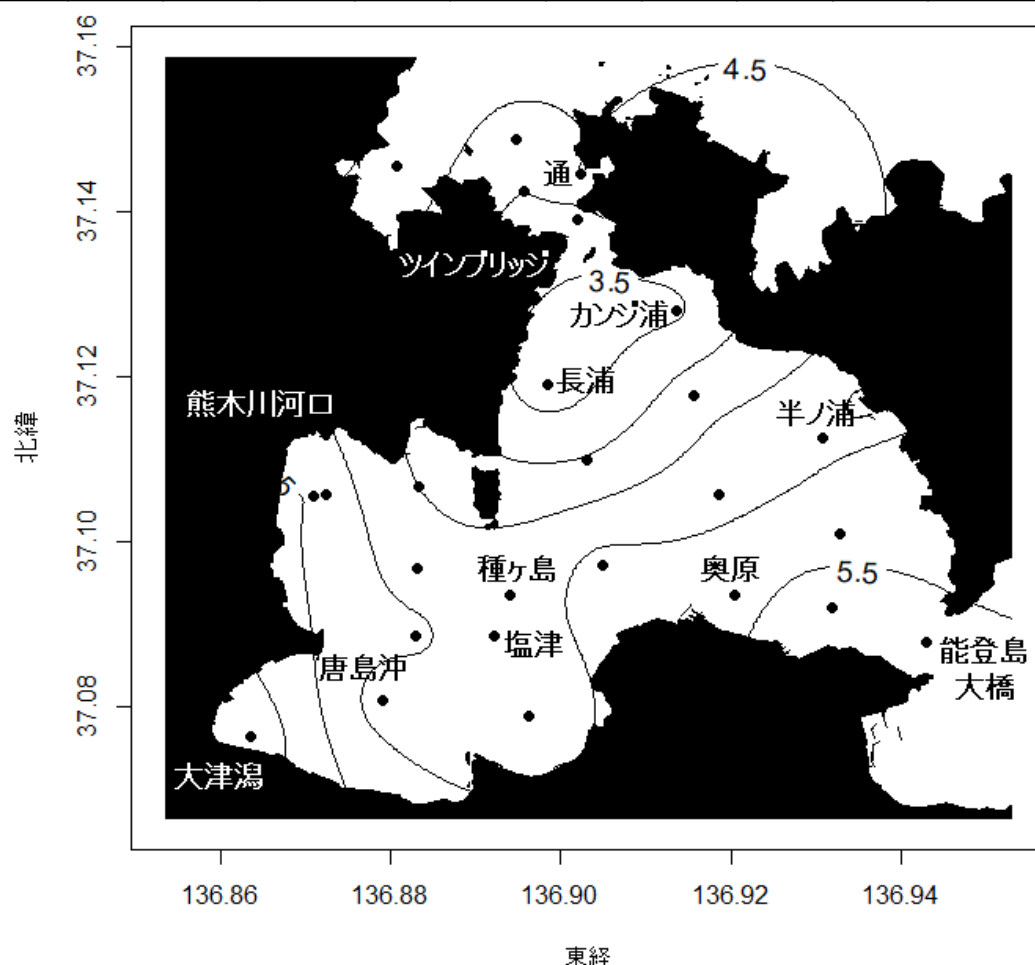 37.16
4.5
通
37.14
ツインブリッジ
3.5
カンジ浦
37.12
長浦
熊木川河口
半ノ浦
北緯
5
37.10
種ヶ島
奥原
5.5
塩津
能登島
大橋
唐島沖
37.08
大津潟
136.86
136.88
136.90
136.92
136.94
東経